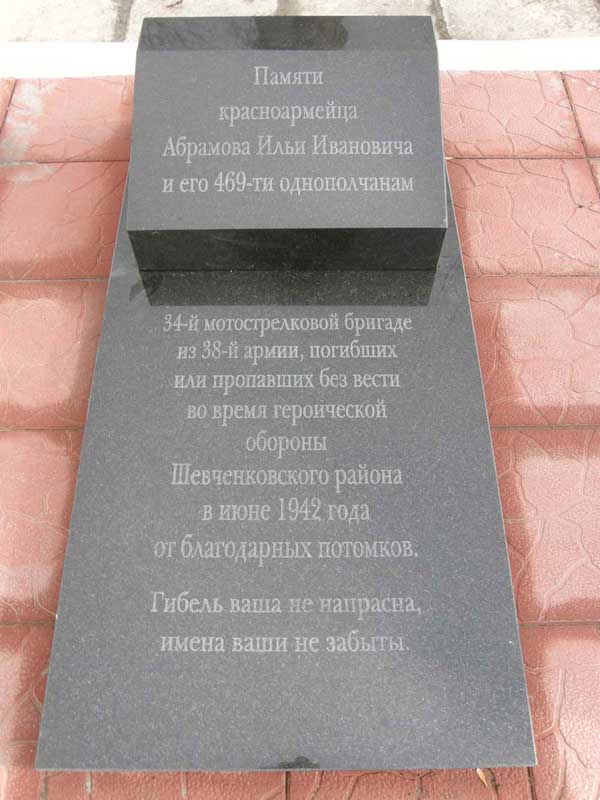 Памяти
красноармейца
Абрамова Ильи Ивановича
и его 469-ти однополчанам
34-й мотострелковой бригаде
из 38-й армии, погибших
или пропавших без вести
во время героической
обороны
Шевченковского района
в июне 1942 года
от благодарных потомков.
Гибель ваша не напрасна,
имена ваши не забыты.